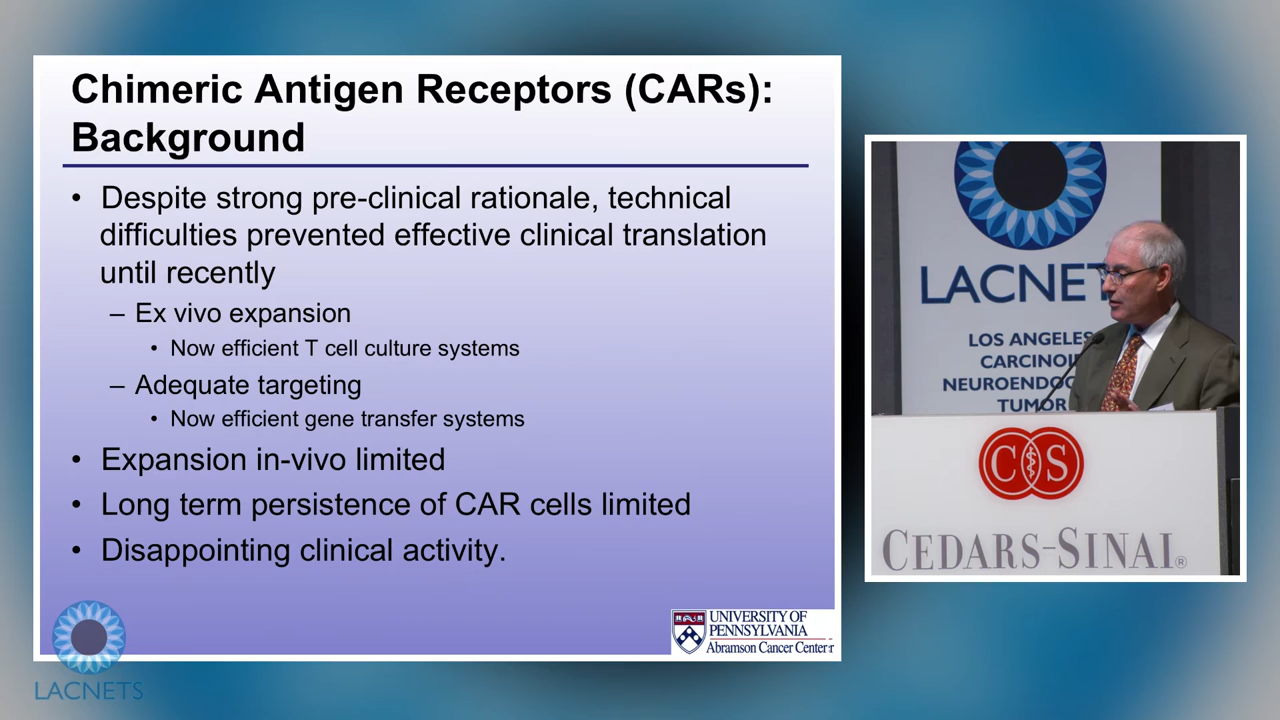 Chimeric Antigen Receptors (CARs):
Background
• Despite strong pre-clinical rationale, technical
difficulties prevented effective clinical translation
until recently
– Ex vivo expansion
• Now efficient T cell culture systems
– Adequate targeting
• Now efficient gene transfer systems
• Expansion in-vivo limited
• Long term persistence of CAR cells limited
• Disappointing clinical activity.
UNIVERSITY OF
PENNSYLVANIA
Abramson Cancer Center
LACNETS
LACNET
LOS ANGELES
CARCINOI
NEUROENDOC
TUMOR
C S
CEDARS-SINAI®